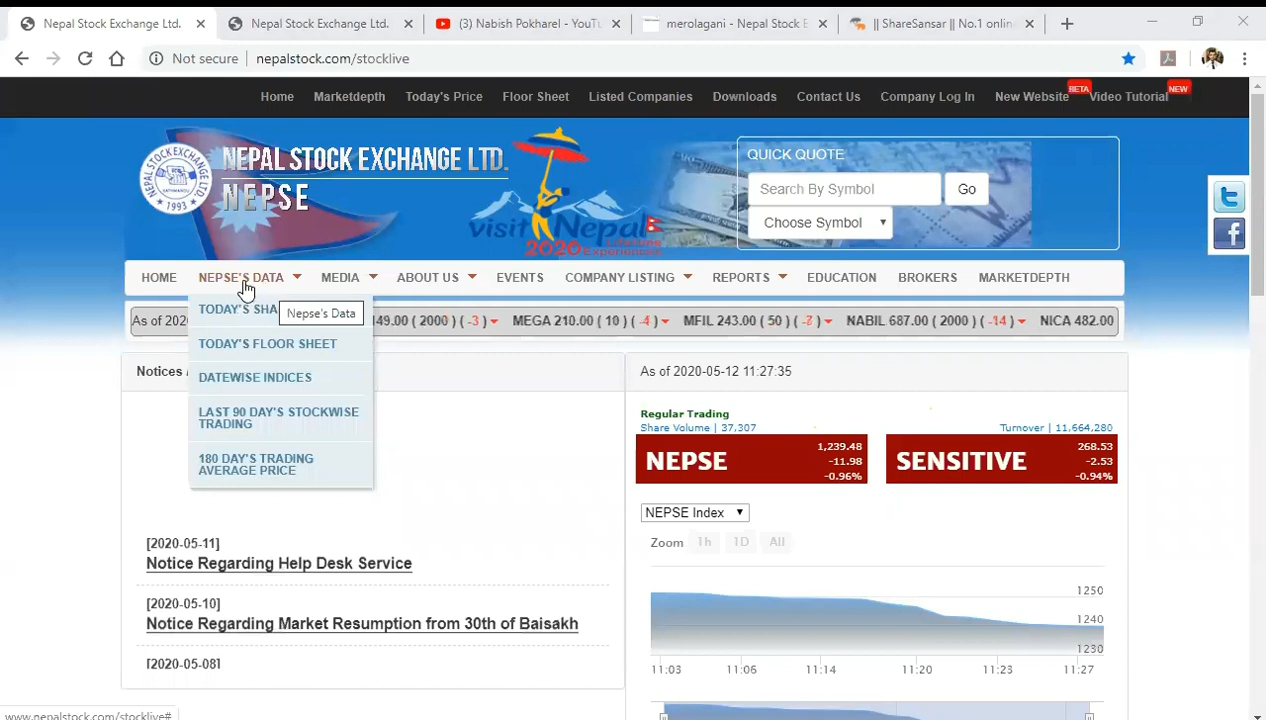 Nepal Stock Exchange Ltd.
Nepal Stock Exchange Ltd.
(3) Nabish Pokharel - YouTu
merolagani - Nepal Stock E
|| ShareSansar || No.1 online
Not secure
nepalstock.com/stocklive
Home
Marketdepth
Today's Price
Floor Sheet
Listed Companies
Downloads
Contact Us
Company Log In
New Website
BETA
Video Tutorial
NEW
NEPAL STOCK EXCHANGE LTD.
NEPSE
NEPAL STOCK EXCHANGE LTD.
1993
visit Nepal
2020
Lifetime
Experiences
QUICK QUOTE
Search By Symbol
Go
Choose Symbol
HOME
NEPSE'S DATA
MEDIA
ABOUT US
EVENTS
COMPANY LISTING
REPORTS
EDUCATION
BROKERS
MARKETDEPTH
As of 202
149.00 ( 2000 ) ( -3 )
MEGA 210.00 ( 10 ) ( -4 )
MFIL 243.00 ( 50 )
NABIL 687.00 ( 2000 ) ( -14 )
NICA 482.00
TODAY'S SHA
Nepse's Data
TODAY'S FLOOR SHEET
DATEWISE INDICES
LAST 90 DAY'S STOCKWISE
TRADING
180 DAY'S TRADING
AVERAGE PRICE
Notices /
[2020-05-11]
Notice Regarding Help Desk Service
[2020-05-10]
Notice Regarding Market Resumption from 30th of Baisakh
[2020-05-08]
As of 2020-05-12 11:27:35
Regular Trading
Share Volume | 37,307
Turnover | 11,664,280
NEPSE
1,239.48
-11.98
-0.96%
SENSITIVE
268.53
-2.53
-0.94%
NEPSE Index
Zoom
1h
1D
All
1250
1240
1230
11:03
11:06
11:14
11:20
11:23
11:27
www.nepalstock.com/stocklive#